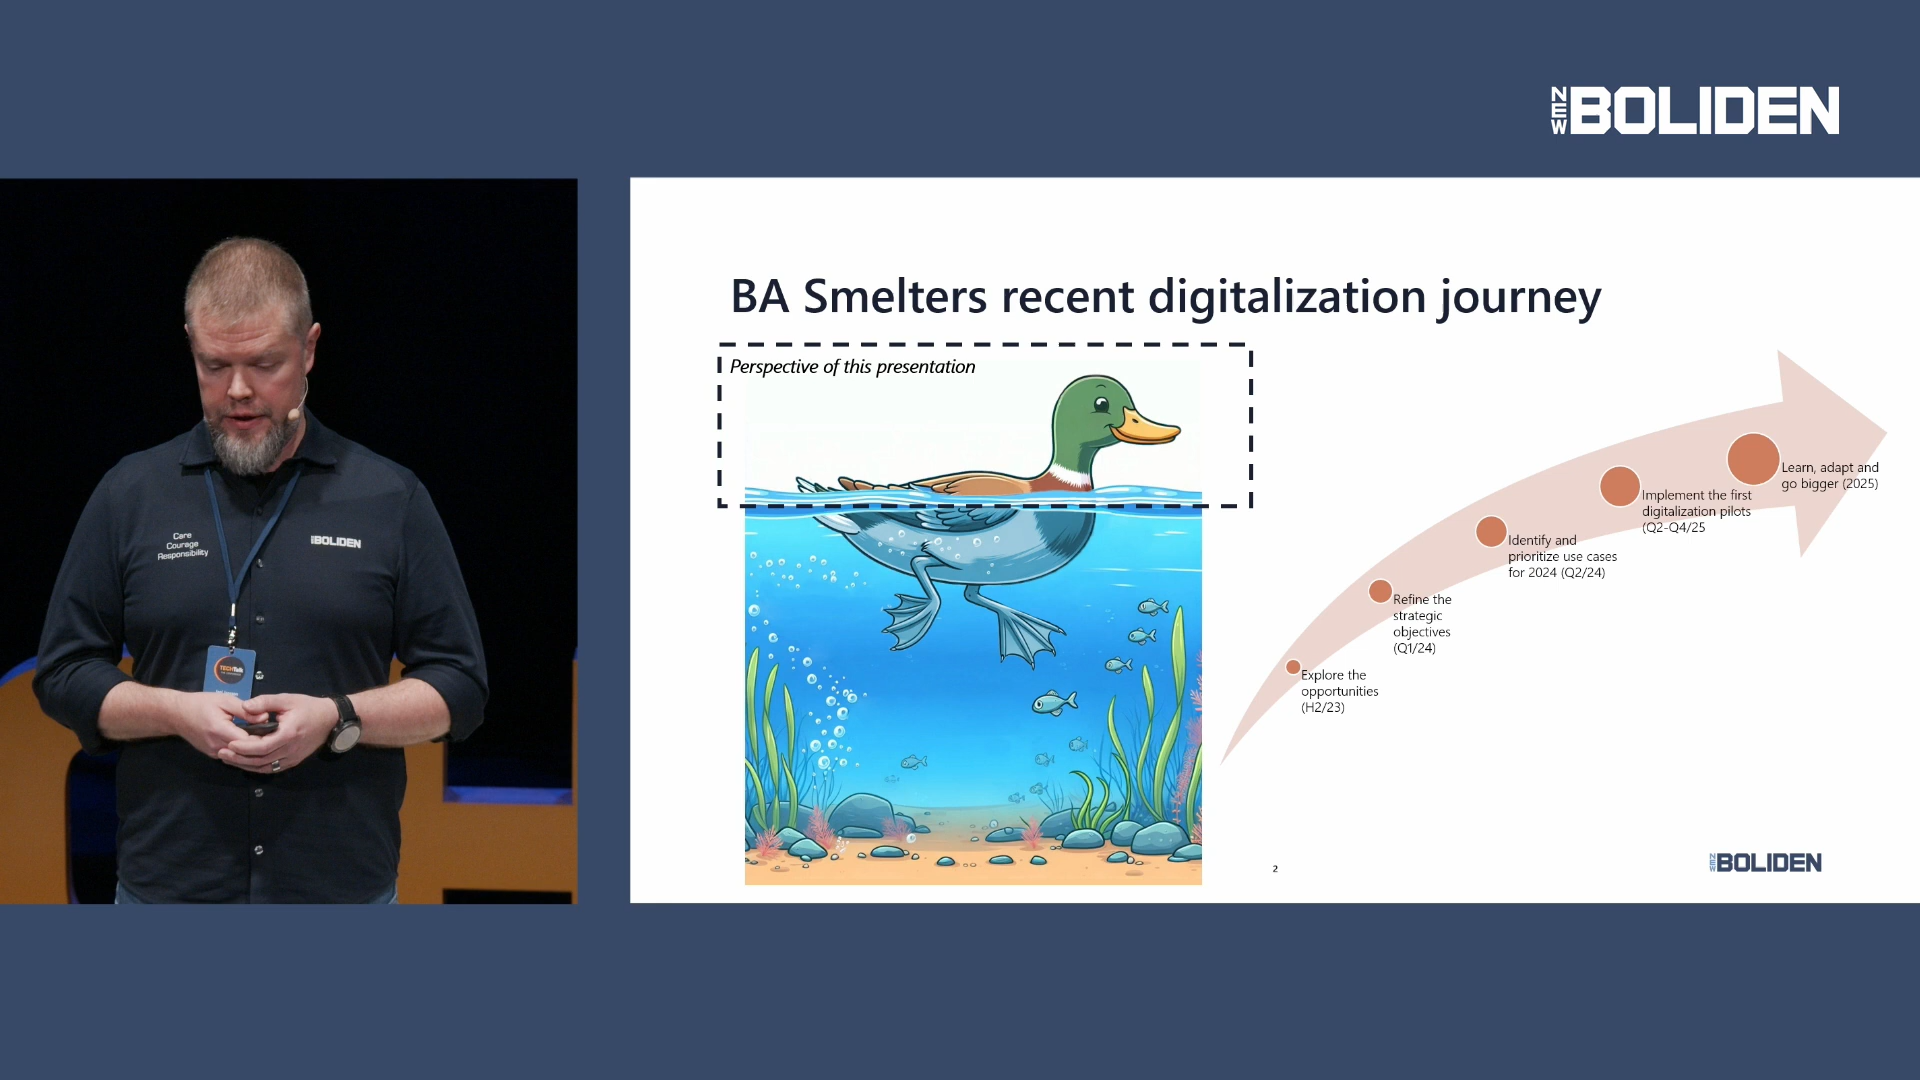 NEW BOLIDEN
BA Smelters recent digitalization journey
Perspective of this presentation
Learn, adapt and
go bigger (2025)
Implement the first
digitalization pilots
(Q2-Q4/25
Identify and
prioritize use cases
for 2024 (Q2/24)
Refine the
strategic
objectives
(Q1/24)
Explore the
opportunities
(H2/23)
2
NEW BOLIDEN
Care
Courage
Responsibility
BOLIDEN
TECHTalk